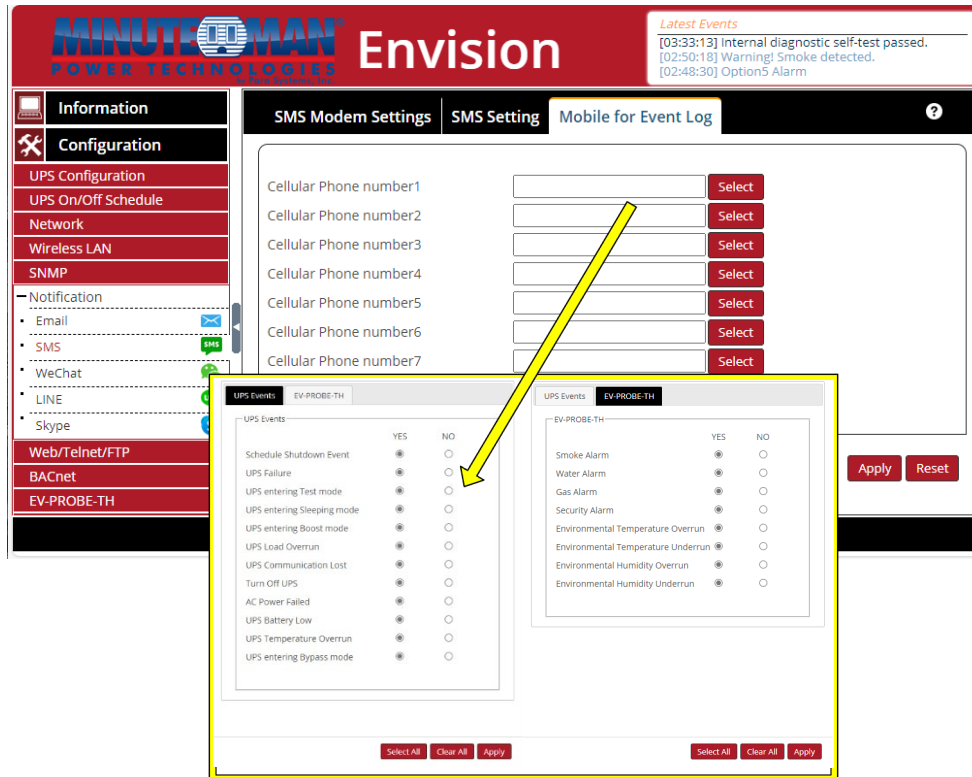 MINUTEMAN®
POWER TECHNOLOGIES
by Para Systems, Inc.
Envision
Latest Events
[03:33:13] Internal diagnostic self-test passed.
[02:50:18] Warning! Smoke detected.
[02:48:30] Option5 Alarm
Information
Configuration
UPS Configuration
UPS On/Off Schedule
Network
Wireless LAN
SNMP
Notification
Email
SMS
SMS
WeChat
LINE
Skype
Web/Telnet/FTP
BACnet
EV-PROBE-TH
SMS Modem Settings
SMS Setting
Mobile for Event Log
?
Cellular Phone number1 Select
Cellular Phone number2 Select
Cellular Phone number3 Select
Cellular Phone number4 Select
Cellular Phone number5 Select
Cellular Phone number6 Select
Cellular Phone number7 Select
Apply Reset
UPS Events EV-PROBE-TH
UPS Events
YES NO
Schedule Shutdown Event
UPS Failure
UPS entering Test mode
UPS entering Sleeping mode
UPS entering Boost mode
UPS Load Overrun
UPS Communication Lost
Turn Off UPS
AC Power Failed
UPS Battery Low
UPS Temperature Overrun
UPS entering Bypass mode
Select All Clear All Apply
UPS Events EV-PROBE-TH
EV-PROBE-TH
YES NO
Smoke Alarm
Water Alarm
Gas Alarm
Security Alarm
Environmental Temperature Overrun
Environmental Temperature Underrun
Environmental Humidity Overrun
Environmental Humidity Underrun
Select All Clear All Apply